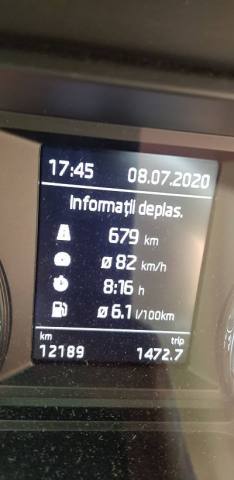 17:45 08.07.2020
Informaţii deplas.
679 km
ø 82 km/h
8:16 h
ø 6.1 l/100km
km trip
12189 1472.7